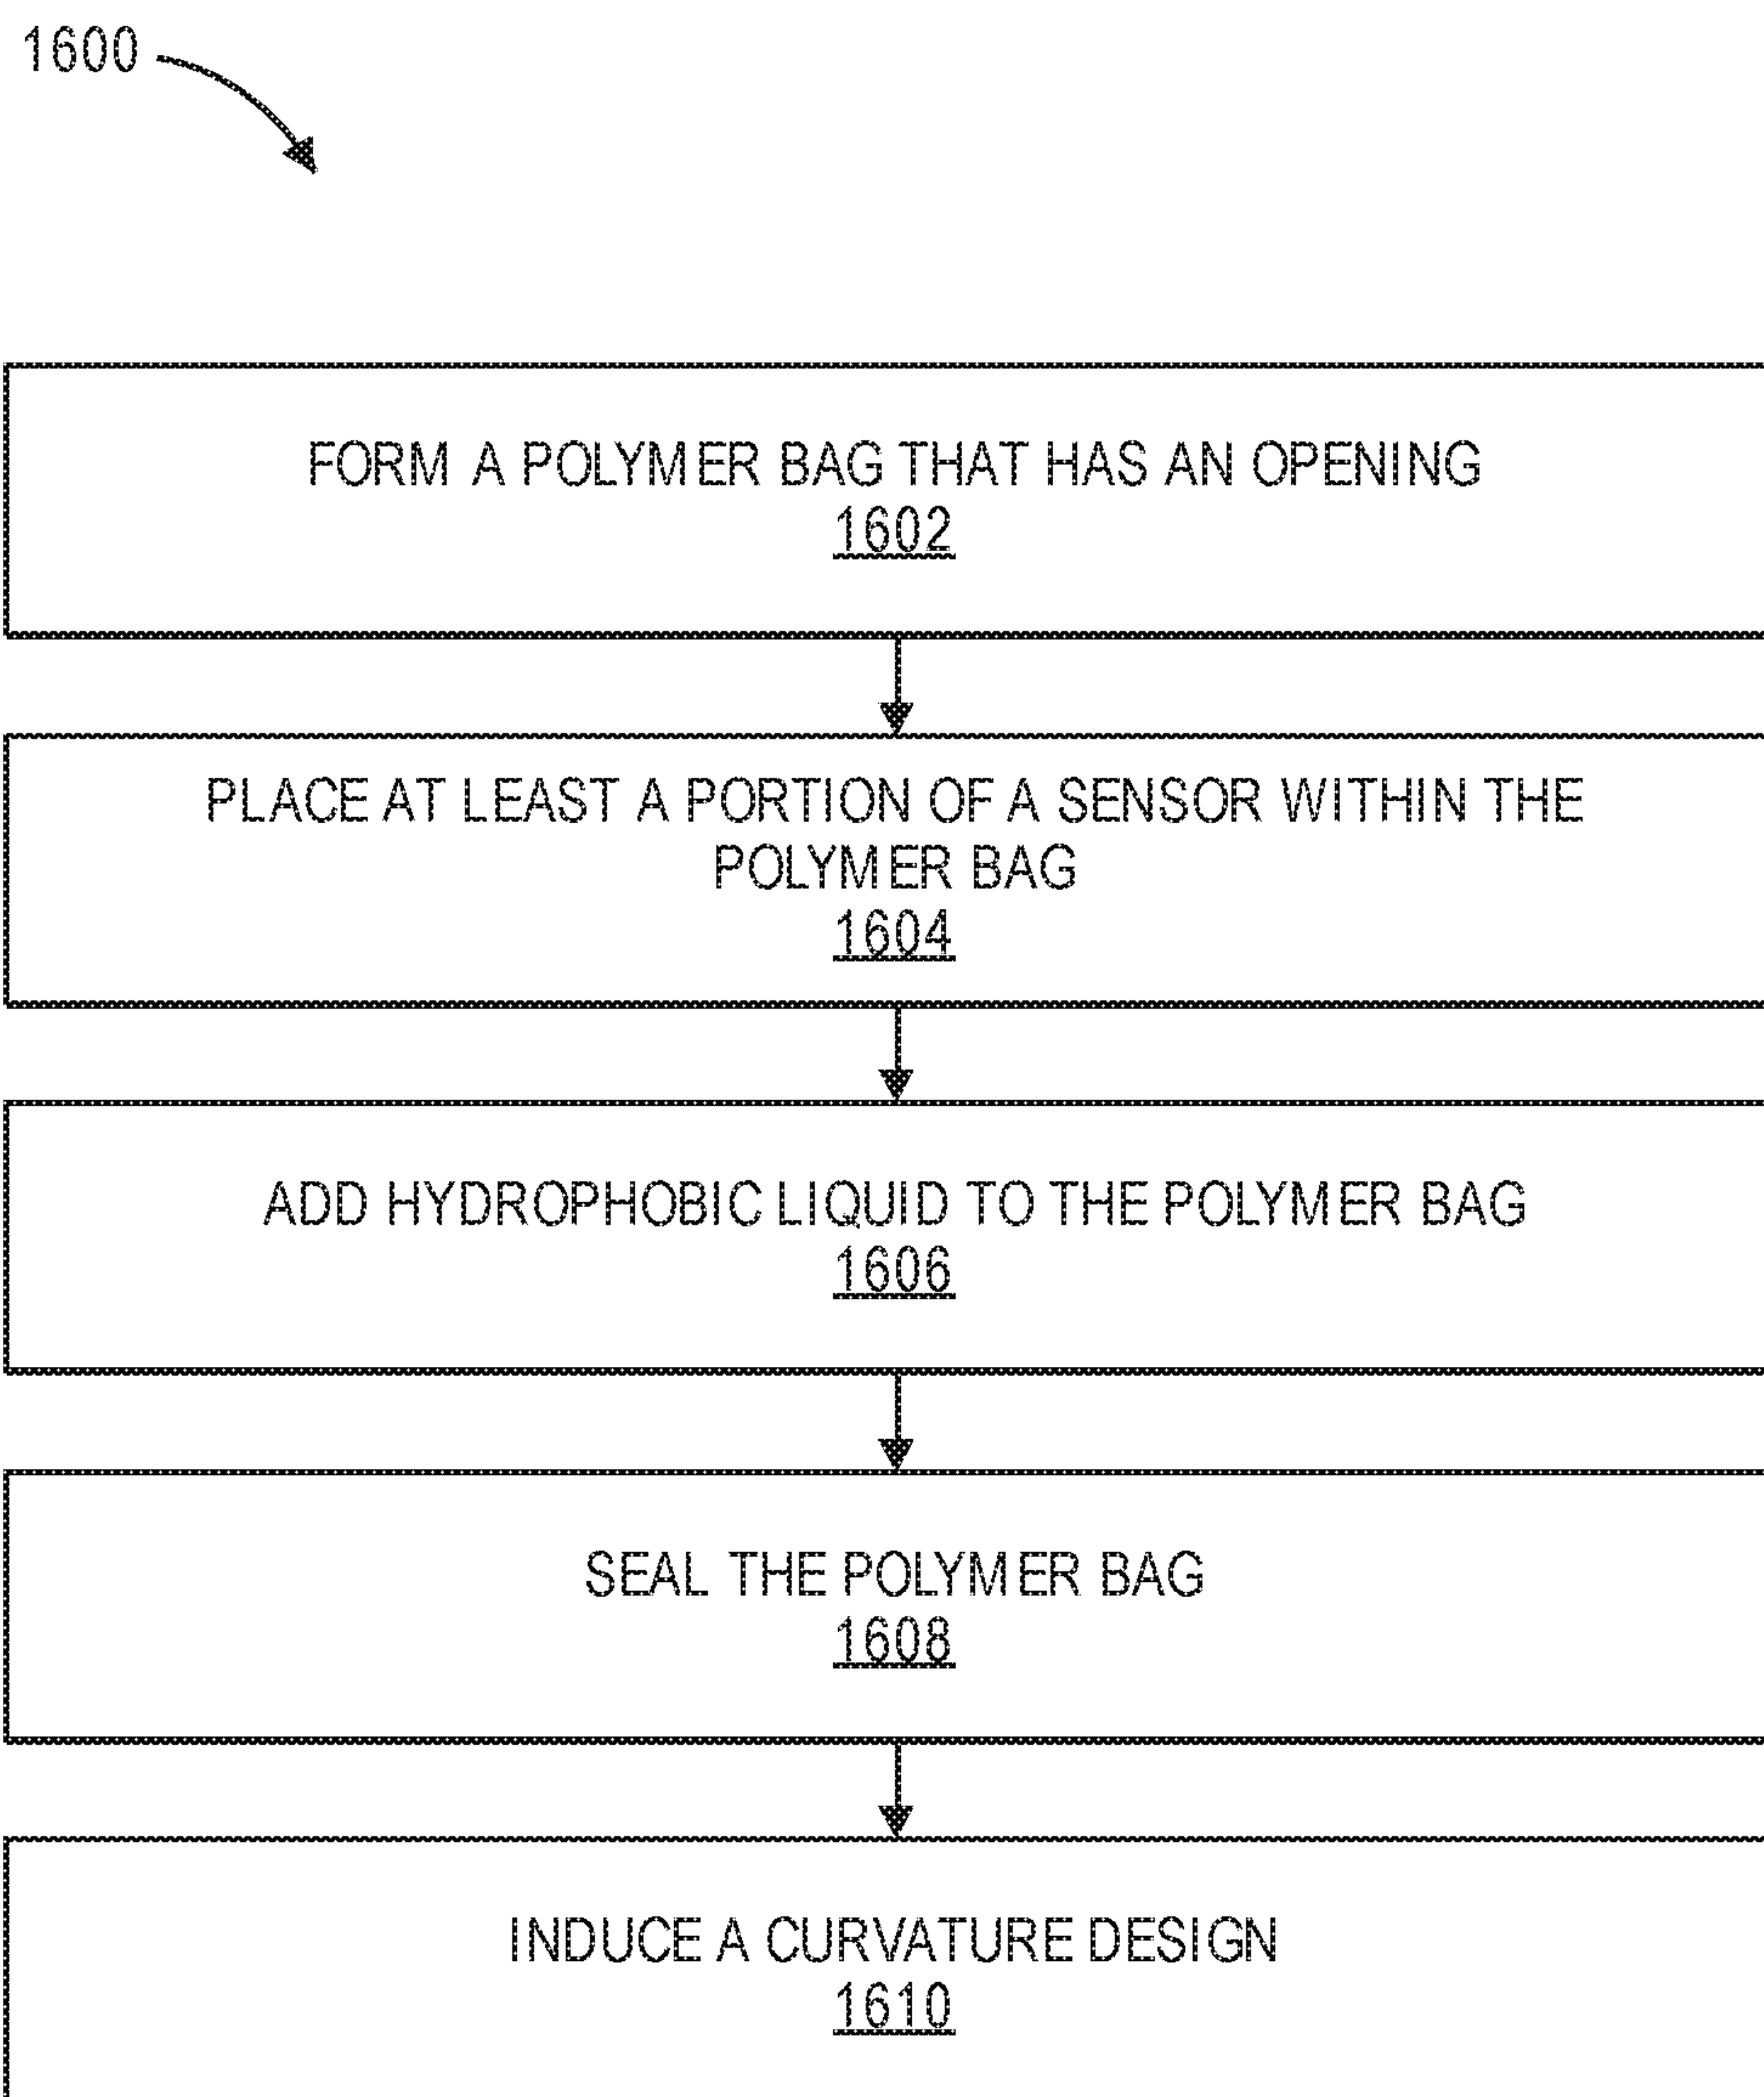 1600
FORM A POLYMER BAG THAT HAS AN OPENING
1602
PLACE AT LEAST A PORTION OF A SENSOR WITHIN THE
POLYMER BAG
1604
ADD HYDROPHOBIC LIQUID TO THE POLYMER BAG
1606
SEAL THE POLYMER BAG
1608
INDUCE A CURVATURE DESIGN
1610